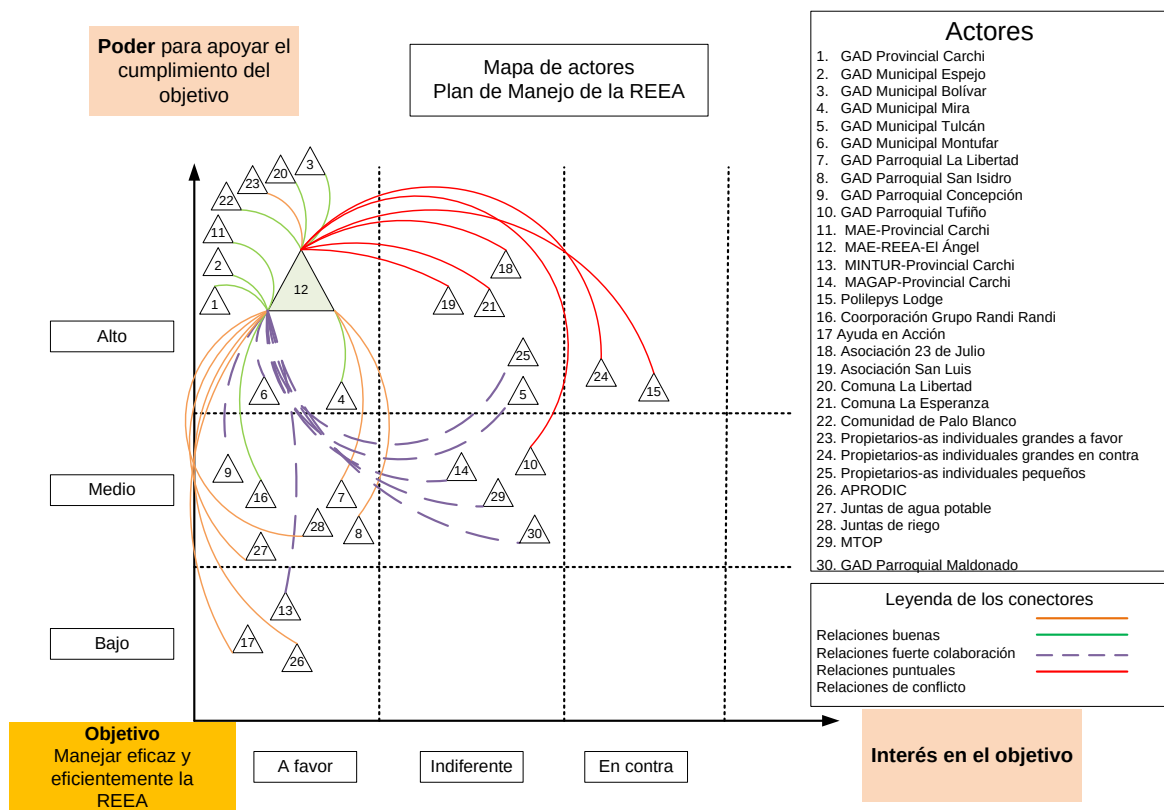 Poder para apoyar el
cumplimiento del
objetivo
Mapa de actores
Plan de Manejo de la REEA
Actores
1. GAD Provincial Carchi
2. GAD Municipal Espejo
3. GAD Municipal Bolívar
4. GAD Municipal Mira
5. GAD Municipal Tulcán
6. GAD Municipal Montufar
7. GAD Parroquial La Libertad
8. GAD Parroquial San Isidro
9. GAD Parroquial Concepción
10. GAD Parroquial Tufiño
11. MAE-Provincial Carchi
12. MAE-REEA-El Ángel
13. MINTUR-Provincial Carchi
14. MAGAP-Provincial Carchi
15. Polilepys Lodge
16. Coorporación Grupo Randi Randi
17 Ayuda en Acción
18. Asociación 23 de Julio
19. Asociación San Luis
20. Comuna La Libertad
21. Comuna La Esperanza
22. Comunidad de Palo Blanco
23. Propietarios-as individuales grandes a favor
24. Propietarios-as individuales grandes en contra
25. Propietarios-as individuales pequeños
26. APRODIC
27. Juntas de agua potable
28. Juntas de riego
29. MTOP
30. GAD Parroquial Maldonado
Leyenda de los conectores
Relaciones buenas
Relaciones fuerte colaboración
Relaciones puntuales
Relaciones de conflicto
3
20
23
22
11
2
1
12
18
19
21
Alto
25
24
15
6
4
5
10
9
14
Medio
16
7
29
28
8
30
27
13
Bajo
17
26
Objetivo
Manejar eficaz y
eficientemente la
REEA
A favor
Indiferente
En contra
Interés en el objetivo